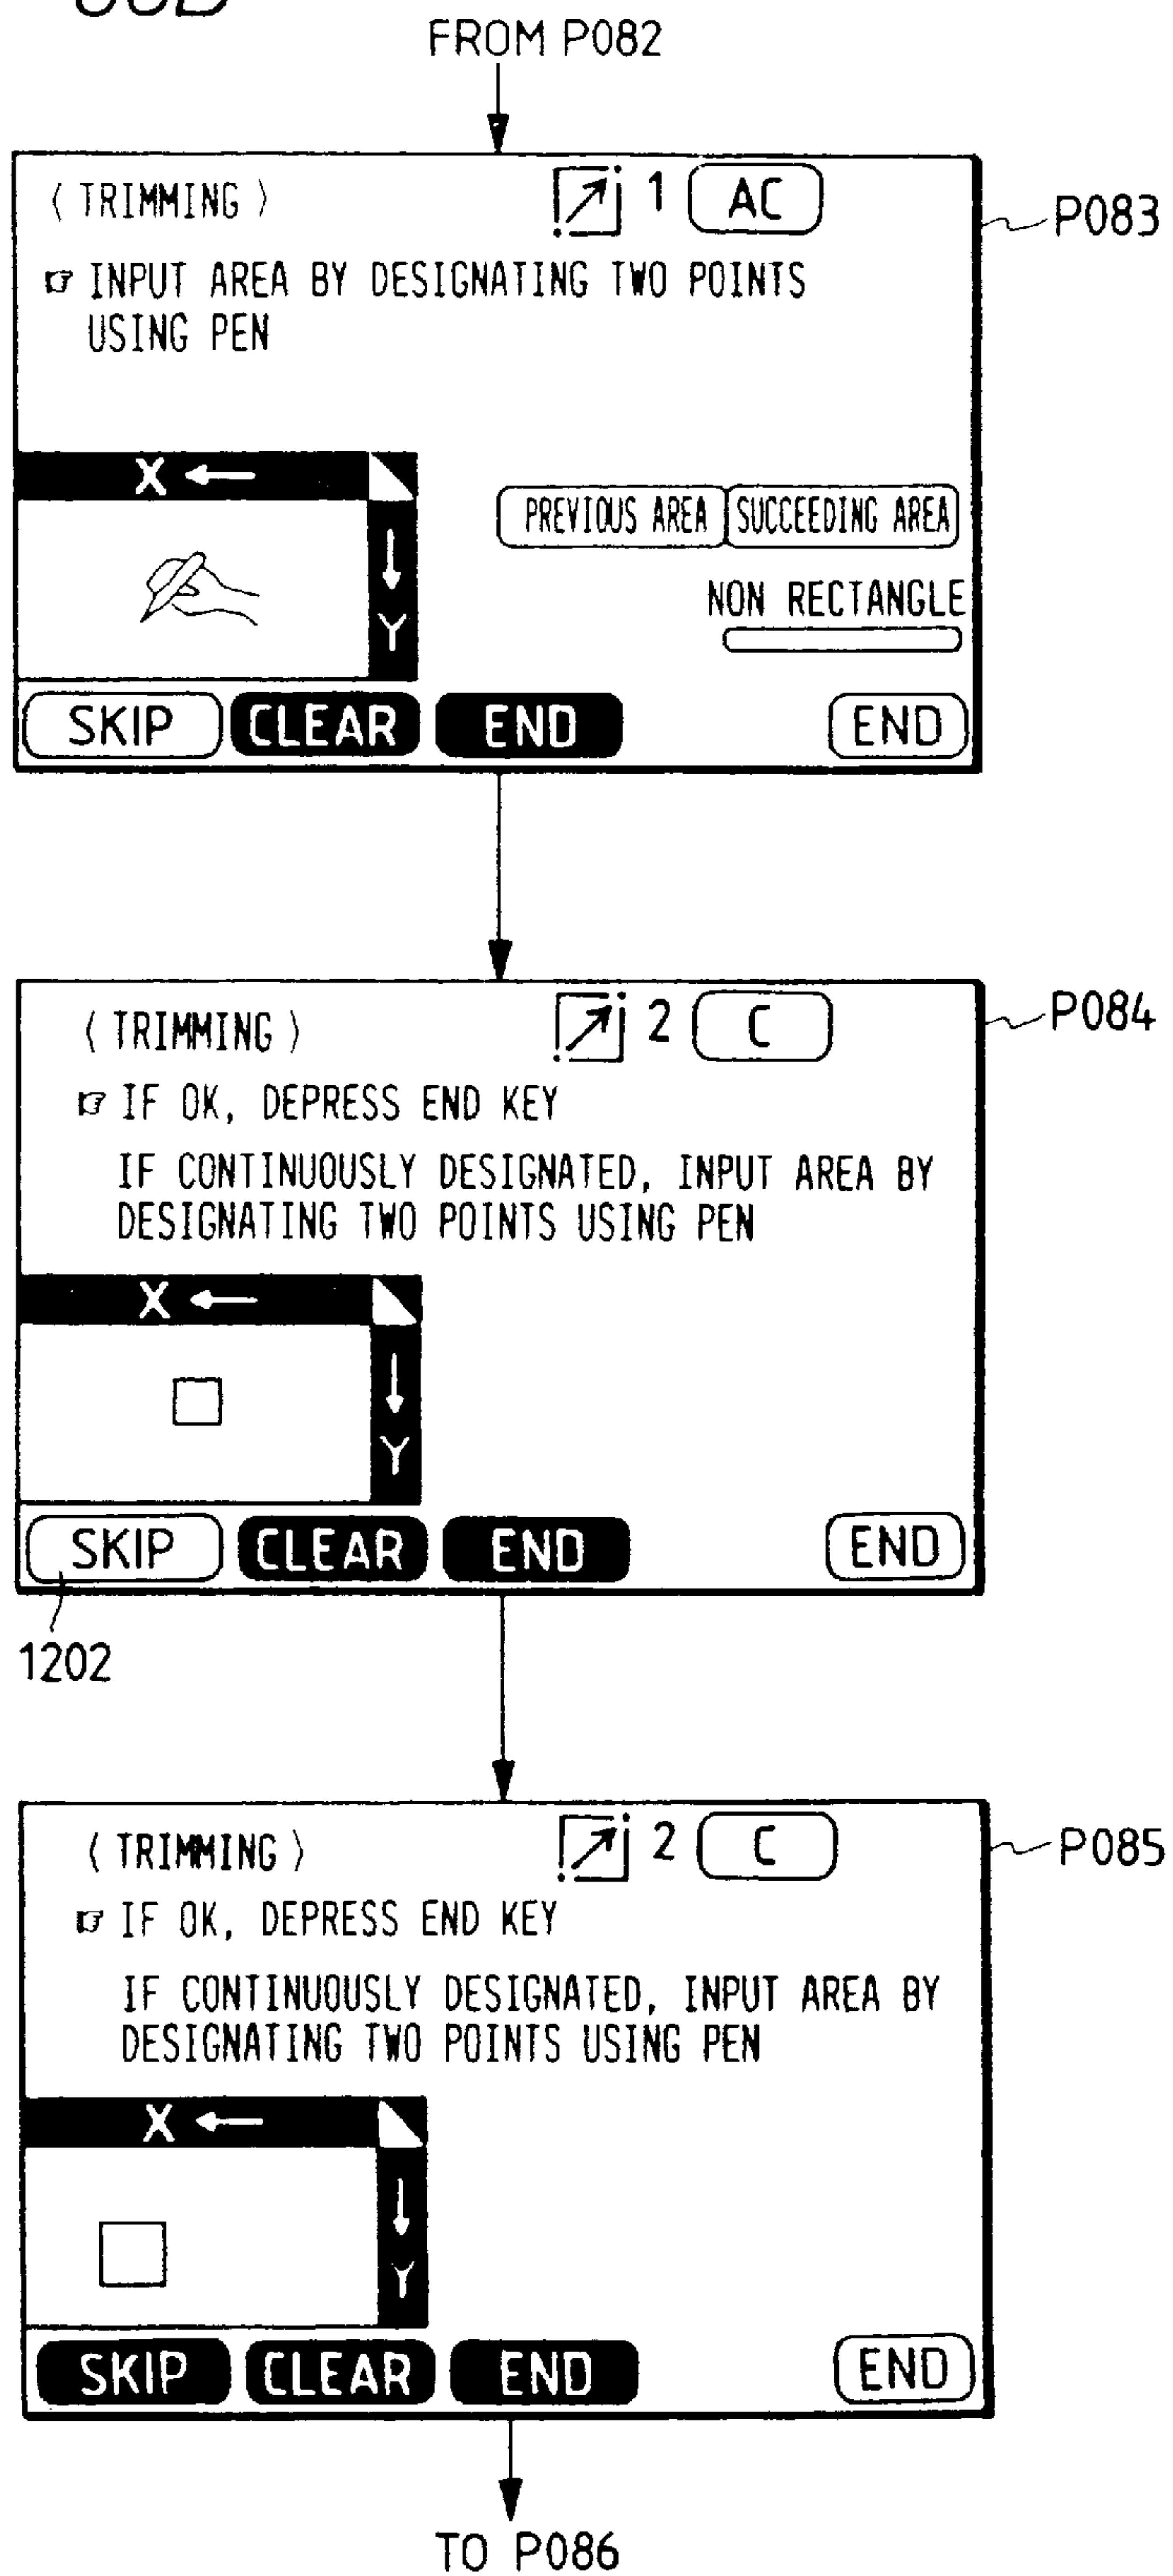 FROM P082
⟨ TRIMMING ⟩ 1 AC
P083
☞ INPUT AREA BY DESIGNATING TWO POINTS
USING PEN
X ←
PREVIOUS AREA SUCCEEDING AREA
↓
Y
NON RECTANGLE
SKIP CLEAR END END
⟨ TRIMMING ⟩ 2 C
P084
☞ IF OK, DEPRESS END KEY
IF CONTINUOUSLY DESIGNATED, INPUT AREA BY
DESIGNATING TWO POINTS USING PEN
X ←
↓
Y
SKIP CLEAR END END
1202
⟨ TRIMMING ⟩ 2 C
P085
☞ IF OK, DEPRESS END KEY
IF CONTINUOUSLY DESIGNATED, INPUT AREA BY
DESIGNATING TWO POINTS USING PEN
X ←
↓
Y
SKIP CLEAR END END
TO P086